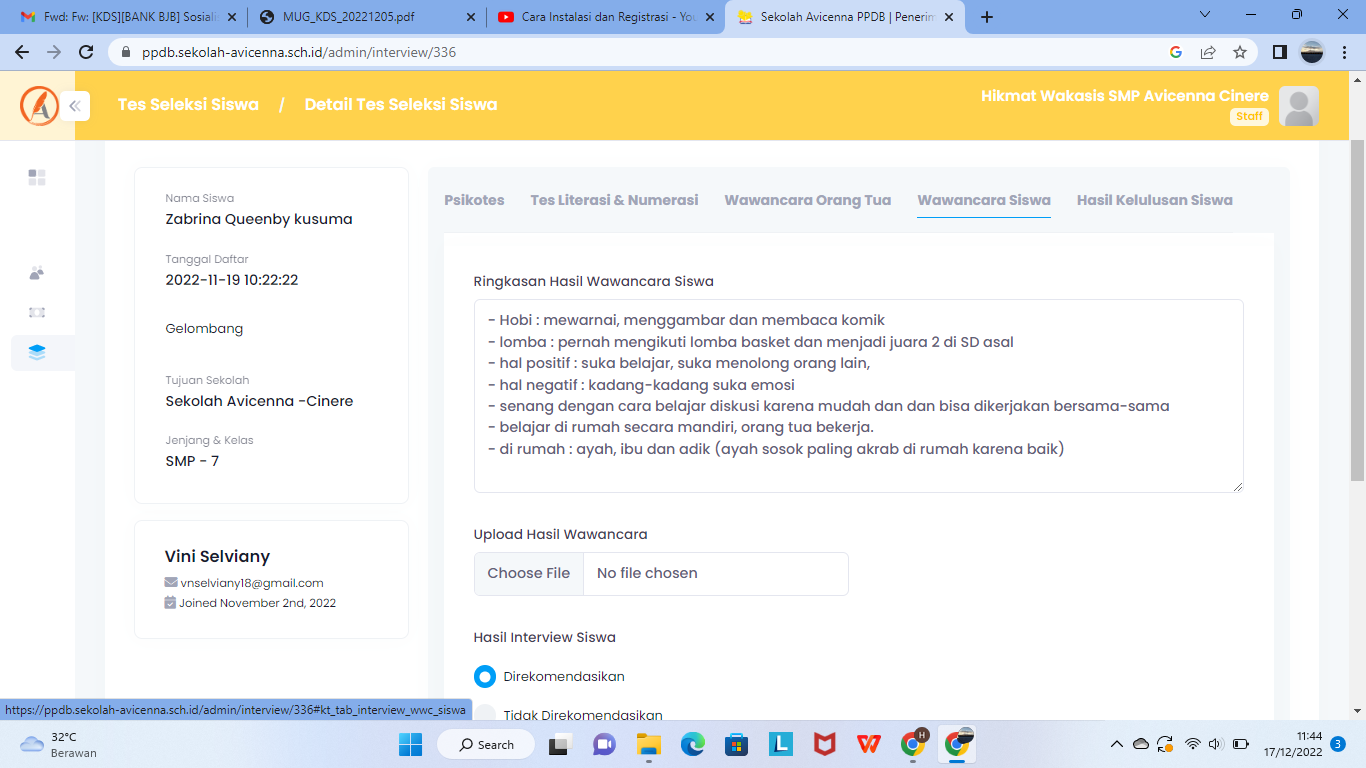 Fwd: Fw: [KDS][BANK BJB] Sosiali
MUG_KDS_20221205.pdf
Cara Instalasi dan Registrasi - You
Sekolah Avicenna PPDB | Penerim
ppdb.sekolah-avicenna.sch.id/admin/interview/336
Tes Seleksi Siswa / Detail Tes Seleksi Siswa
Hikmat Wakasis SMP Avicenna Cinere
Staff
Nama Siswa
Zabrina Queenby kusuma
Tanggal Daftar
2022-11-19 10:22:22
Gelombang
Tujuan Sekolah
Sekolah Avicenna -Cinere
Jenjang & Kelas
SMP - 7
Vini Selviany
vnselviany18@gmail.com
Joined November 2nd, 2022
Psikotes Tes Literasi & Numerasi Wawancara Orang Tua Wawancara Siswa Hasil Kelulusan Siswa
Ringkasan Hasil Wawancara Siswa
- Hobi : mewarnai, menggambar dan membaca komik
- lomba : pernah mengikuti lomba basket dan menjadi juara 2 di SD asal
- hal positif : suka belajar, suka menolong orang lain,
- hal negatif : kadang-kadang suka emosi
- senang dengan cara belajar diskusi karena mudah dan dan bisa dikerjakan bersama-sama
- belajar di rumah secara mandiri, orang tua bekerja.
- di rumah : ayah, ibu dan adik (ayah sosok paling akrab di rumah karena baik)
Upload Hasil Wawancara
Choose File No file chosen
Hasil Interview Siswa
Direkomendasikan
Tidak Direkomendasikan
https://ppdb.sekolah-avicenna.sch.id/admin/interview/336#kt_tab_interview_wwc_siswa
32°C
Berawan
Search
H
11:44
17/12/2022
3